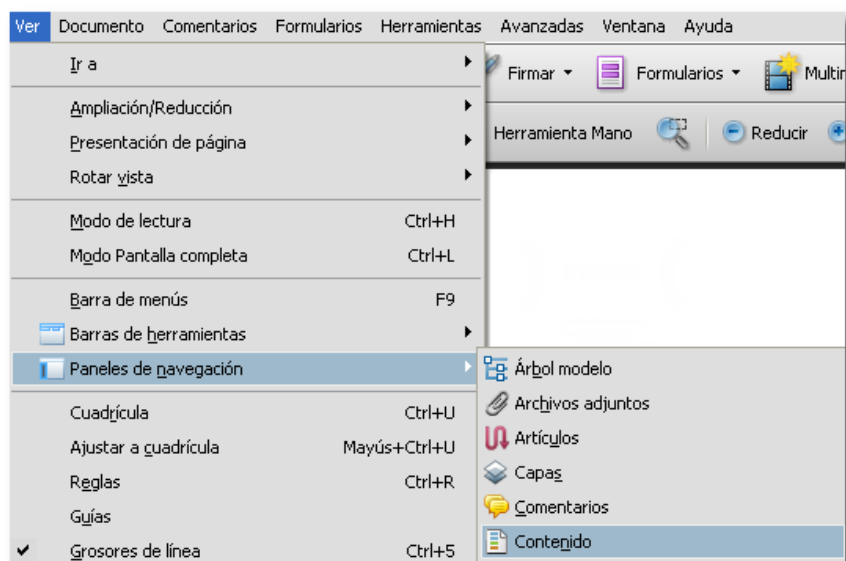 Ver Documento Comentarios Formularios Herramientas Avanzadas Ventana Ayuda
Firmar Formularios Multim
Herramienta Mano Reducir
Ir a
Ampliación/Reducción
Presentación de página
Rotar vista
Modo de lectura Ctrl+H
Modo Pantalla completa Ctrl+L
Barra de menús F9
Barras de herramientas
Paneles de navegación
Cuadrícula Ctrl+U
Ajustar a cuadrícula Mayús+Ctrl+U
Reglas Ctrl+R
Guías
Grosores de línea Ctrl+5
Árbol modelo
Archivos adjuntos
Artículos
Capas
Comentarios
Contenido